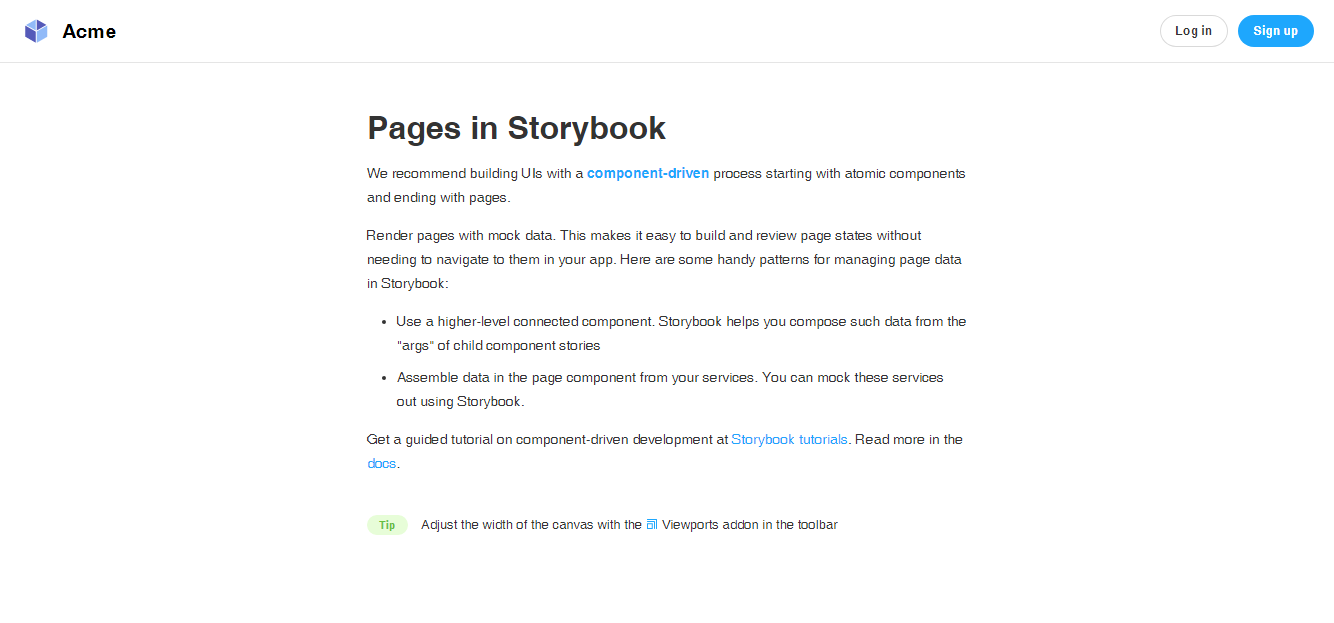 Acme
Log in
Sign up
Pages in Storybook
We recommend building UIs with a component-driven process starting with atomic components
and ending with pages.
Render pages with mock data. This makes it easy to build and review page states without
needing to navigate to them in your app. Here are some handy patterns for managing page data
in Storybook:
• Use a higher-level connected component. Storybook helps you compose such data from the
"args" of child component stories
• Assemble data in the page component from your services. You can mock these services
out using Storybook.
Get a guided tutorial on component-driven development at Storybook tutorials. Read more in the
docs.
Tip
Adjust the width of the canvas with the Viewports addon in the toolbar